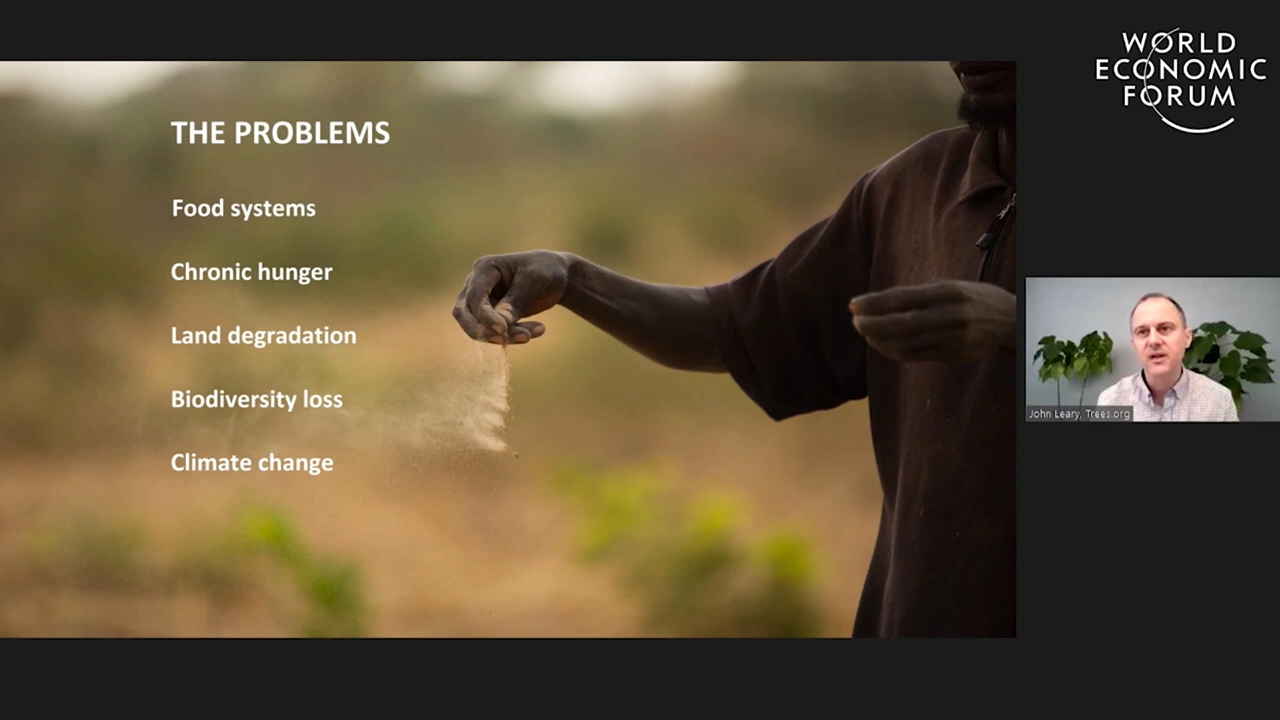 THE PROBLEMS
Food systems
Chronic hunger
Land degradation
Biodiversity loss
Climate change
WORLD
ECONOMIC
FORUM
John Leary, Trees.org